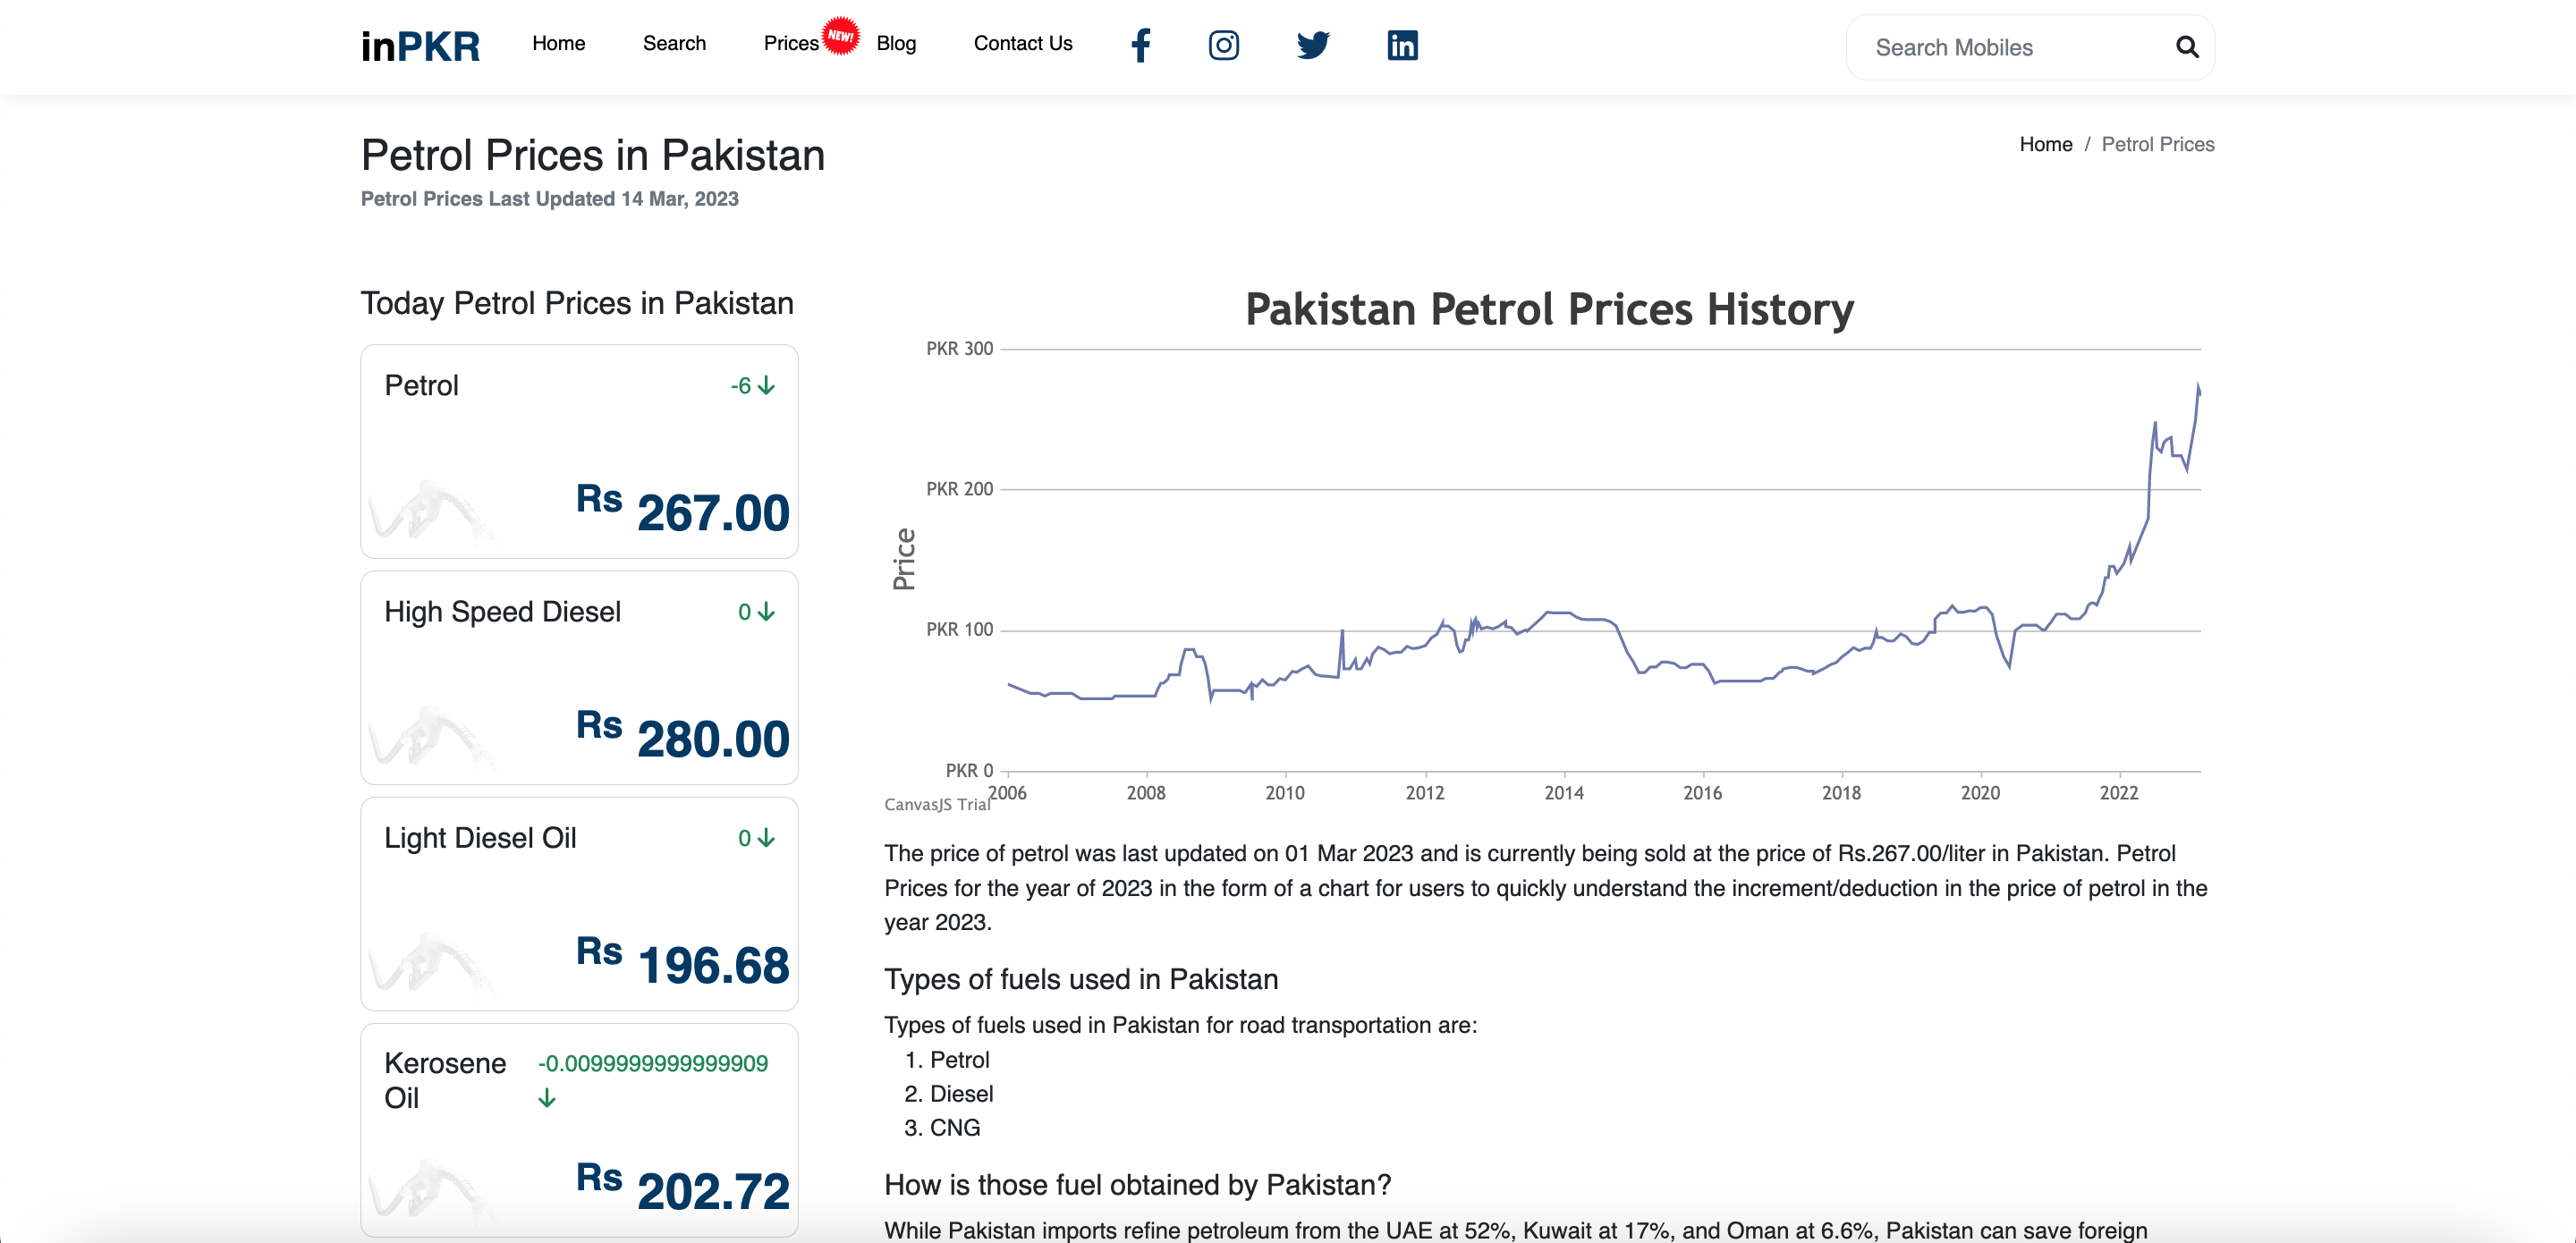 inPKR
Home
Search
Prices
NEW!
Blog
Contact Us
Search Mobiles
Petrol Prices in Pakistan
Home / Petrol Prices
Petrol Prices Last Updated 14 Mar, 2023
Today Petrol Prices in Pakistan
Petrol
-6
Rs 267.00
High Speed Diesel
0
Rs 280.00
Light Diesel Oil
0
Rs 196.68
Kerosene
Oil
-0.0099999999999909
Rs 202.72
Pakistan Petrol Prices History
PKR 300
PKR 200
PKR 100
PKR 0
Price
2006
2008
2010
2012
2014
2016
2018
2020
2022
CanvasJS Trial
The price of petrol was last updated on 01 Mar 2023 and is currently being sold at the price of Rs.267.00/liter in Pakistan. Petrol
Prices for the year of 2023 in the form of a chart for users to quickly understand the increment/deduction in the price of petrol in the
year 2023.
Types of fuels used in Pakistan
Types of fuels used in Pakistan for road transportation are:
1. Petrol
2. Diesel
3. CNG
How is those fuel obtained by Pakistan?
While Pakistan imports refine petroleum from the UAE at 52%, Kuwait at 17%, and Oman at 6.6%, Pakistan can save foreign